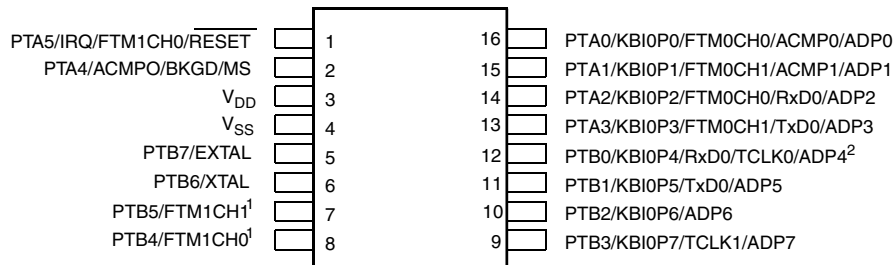 PTA5/IRQ/FTM1CH0/RESET 1 16 PTA0/KBI0P0/FTM0CH0/ACMP0/ADP0
PTA4/ACMPO/BKGD/MS 2 15 PTA1/KBI0P1/FTM0CH1/ACMP1/ADP1
VDD 3 14 PTA2/KBI0P2/FTM0CH0/RxD0/ADP2
VSS 4 13 PTA3/KBI0P3/FTM0CH1/TxD0/ADP3
PTB7/EXTAL 5 12 PTB0/KBI0P4/RxD0/TCLK0/ADP4²
PTB6/XTAL 6 11 PTB1/KBI0P5/TxD0/ADP5
PTB5/FTM1CH1¹ 7 10 PTB2/KBI0P6/ADP6
PTB4/FTM1CH0¹ 8 9 PTB3/KBI0P7/TCLK1/ADP7